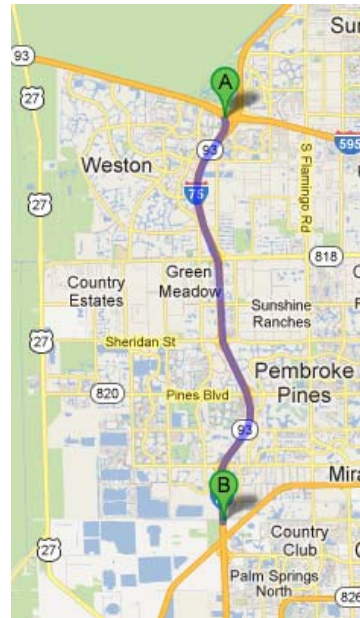 Sun
A
93
27
93
595
Weston
S Flamingo Rd
75
27
818
Green
Meadow
Country
Estates
Sunshine
Ranches
Sheridan St
27
820
Pines Blvd
Pembroke
Pines
93
B
Mira
27
Country
Club
Palm Springs
North
826